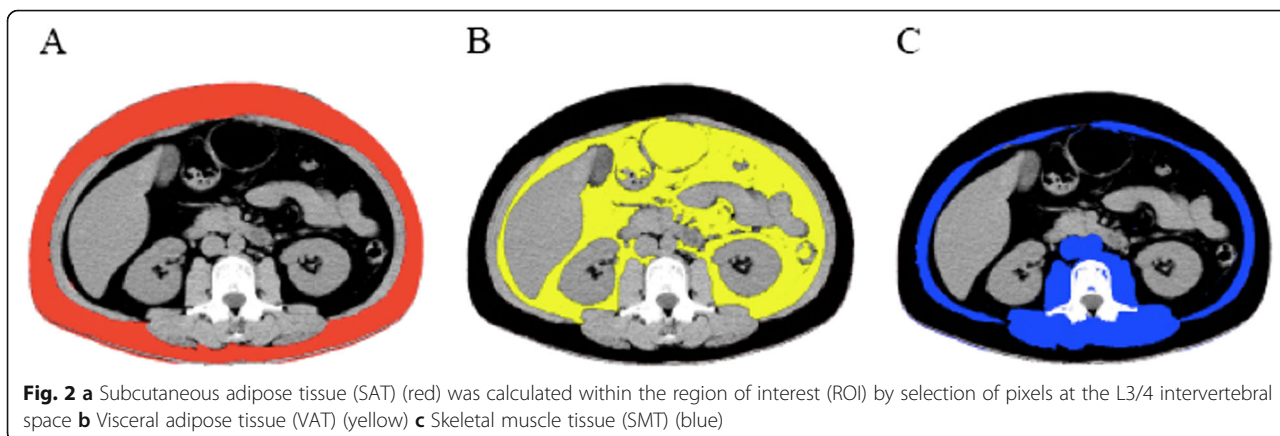 A B C
Fig. 2 a Subcutaneous adipose tissue (SAT) (red) was calculated within the region of interest (ROI) by selection of pixels at the L3/4 intervertebral
space b Visceral adipose tissue (VAT) (yellow) c Skeletal muscle tissue (SMT) (blue)